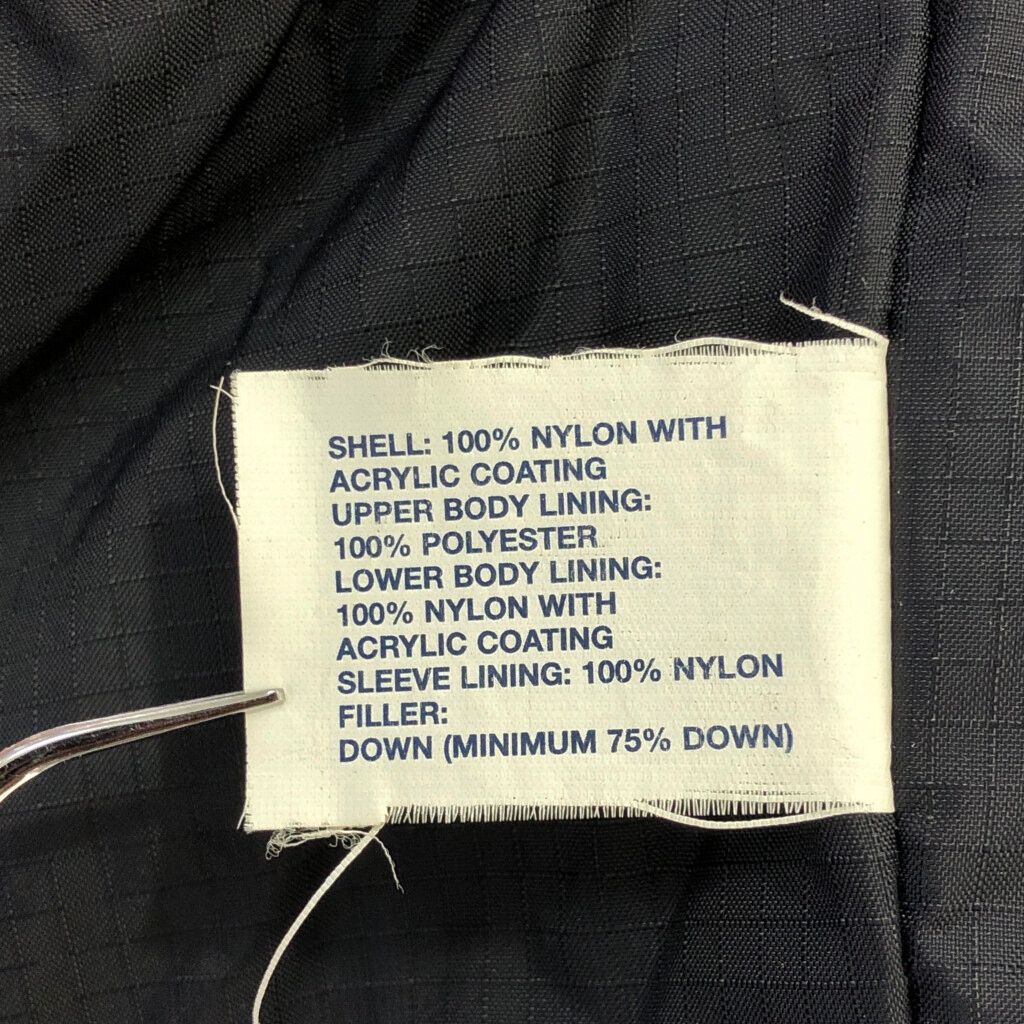 SHELL: 100% NYLON WITH
ACRYLIC COATING
UPPER BODY LINING:
100% POLYESTER
LOWER BODY LINING:
100% NYLON WITH
ACRYLIC COATING
SLEEVE LINING: 100% NYLON
FILLER:
DOWN (MINIMUM 75% DOWN)